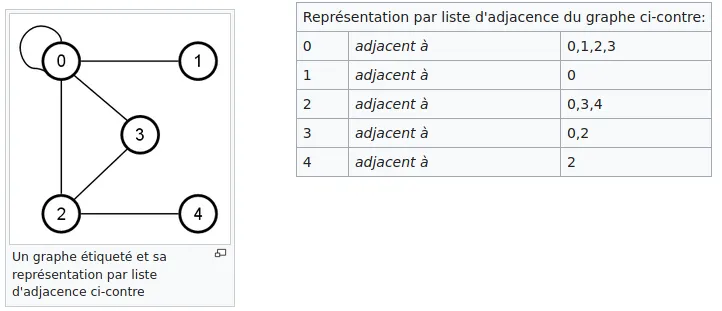 0
1
3
2
4
Un graphe étiqueté et sa
représentation par liste
d'adjacence ci-contre
Représentation par liste d'adjacence du graphe ci-contre:
0 adjacent à 0,1,2,3
1 adjacent à 0
2 adjacent à 0,3,4
3 adjacent à 0,2
4 adjacent à 2